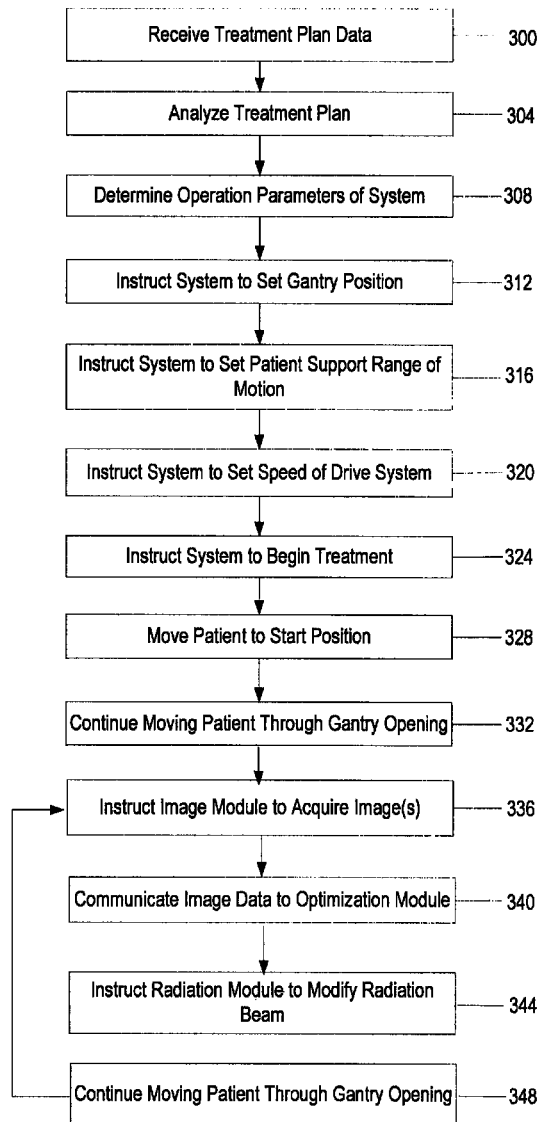 Receive Treatment Plan Data 300
Analyze Treatment Plan 304
Determine Operation Parameters of System 308
Instruct System to Set Gantry Position 312
Instruct System to Set Patient Support Range of
Motion 316
Instruct System to Set Speed of Drive System 320
Instruct System to Begin Treatment 324
Move Patient to Start Position 328
Continue Moving Patient Through Gantry Opening 332
Instruct Image Module to Acquire Image(s) 336
Communicate Image Data to Optimization Module 340
Instruct Radiation Module to Modify Radiation
Beam 344
Continue Moving Patient Through Gantry Opening 348